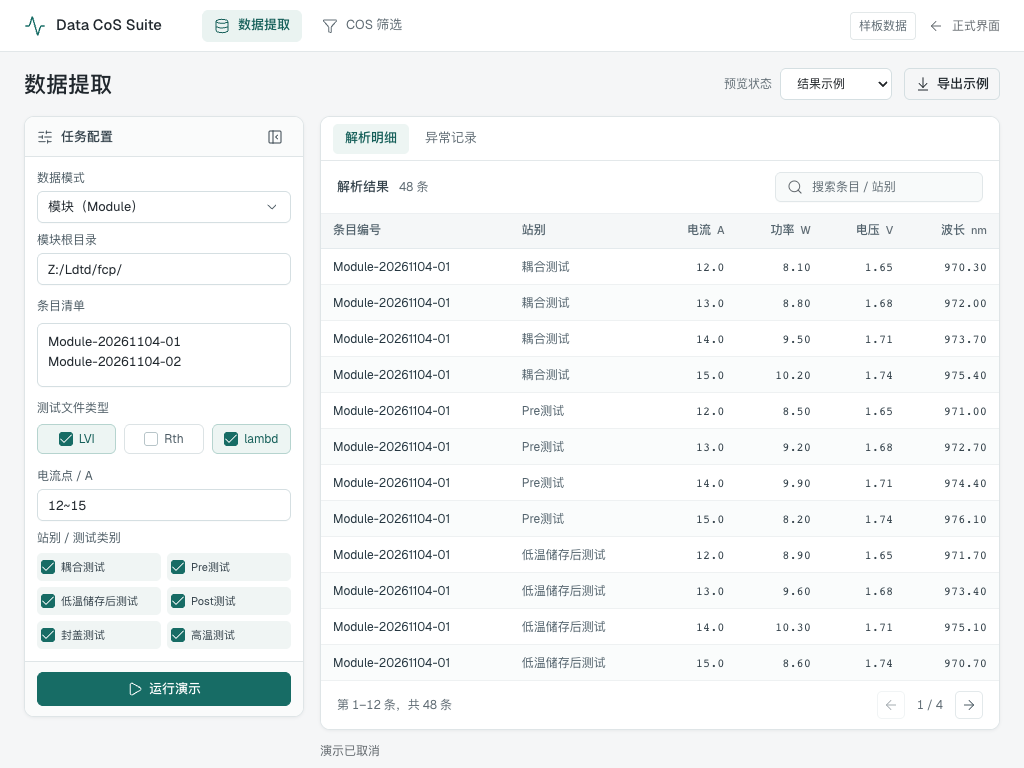 Data CoS Suite 数据提取 COS 筛选 样板数据 ← 正式界面
数据提取 预览状态 结果示例 导出示例
任务配置
数据模式
模块（Module）
模块根目录
Z:/Ldtd/fcp/
条目清单
Module-20261104-01
Module-20261104-02
测试文件类型
LVI Rth lambd
电流点 / A
12~15
站别 / 测试类别
耦合测试 Pre测试
低温储存后测试 Post测试
封盖测试 高温测试
运行演示
解析明细 异常记录
解析结果 48 条 搜索条目 / 站别
条目编号 站别 电流 A 功率 W 电压 V 波长 nm
Module-20261104-01 耦合测试 12.0 8.10 1.65 970.30
Module-20261104-01 耦合测试 13.0 8.80 1.68 972.00
Module-20261104-01 耦合测试 14.0 9.50 1.71 973.70
Module-20261104-01 耦合测试 15.0 10.20 1.74 975.40
Module-20261104-01 Pre测试 12.0 8.50 1.65 971.00
Module-20261104-01 Pre测试 13.0 9.20 1.68 972.70
Module-20261104-01 Pre测试 14.0 9.90 1.71 974.40
Module-20261104-01 Pre测试 15.0 8.20 1.74 976.10
Module-20261104-01 低温储存后测试 12.0 8.90 1.65 971.70
Module-20261104-01 低温储存后测试 13.0 9.60 1.68 973.40
Module-20261104-01 低温储存后测试 14.0 10.30 1.71 975.10
Module-20261104-01 低温储存后测试 15.0 8.60 1.74 970.70
第 1–12 条，共 48 条 ← 1 / 4 →
演示已取消